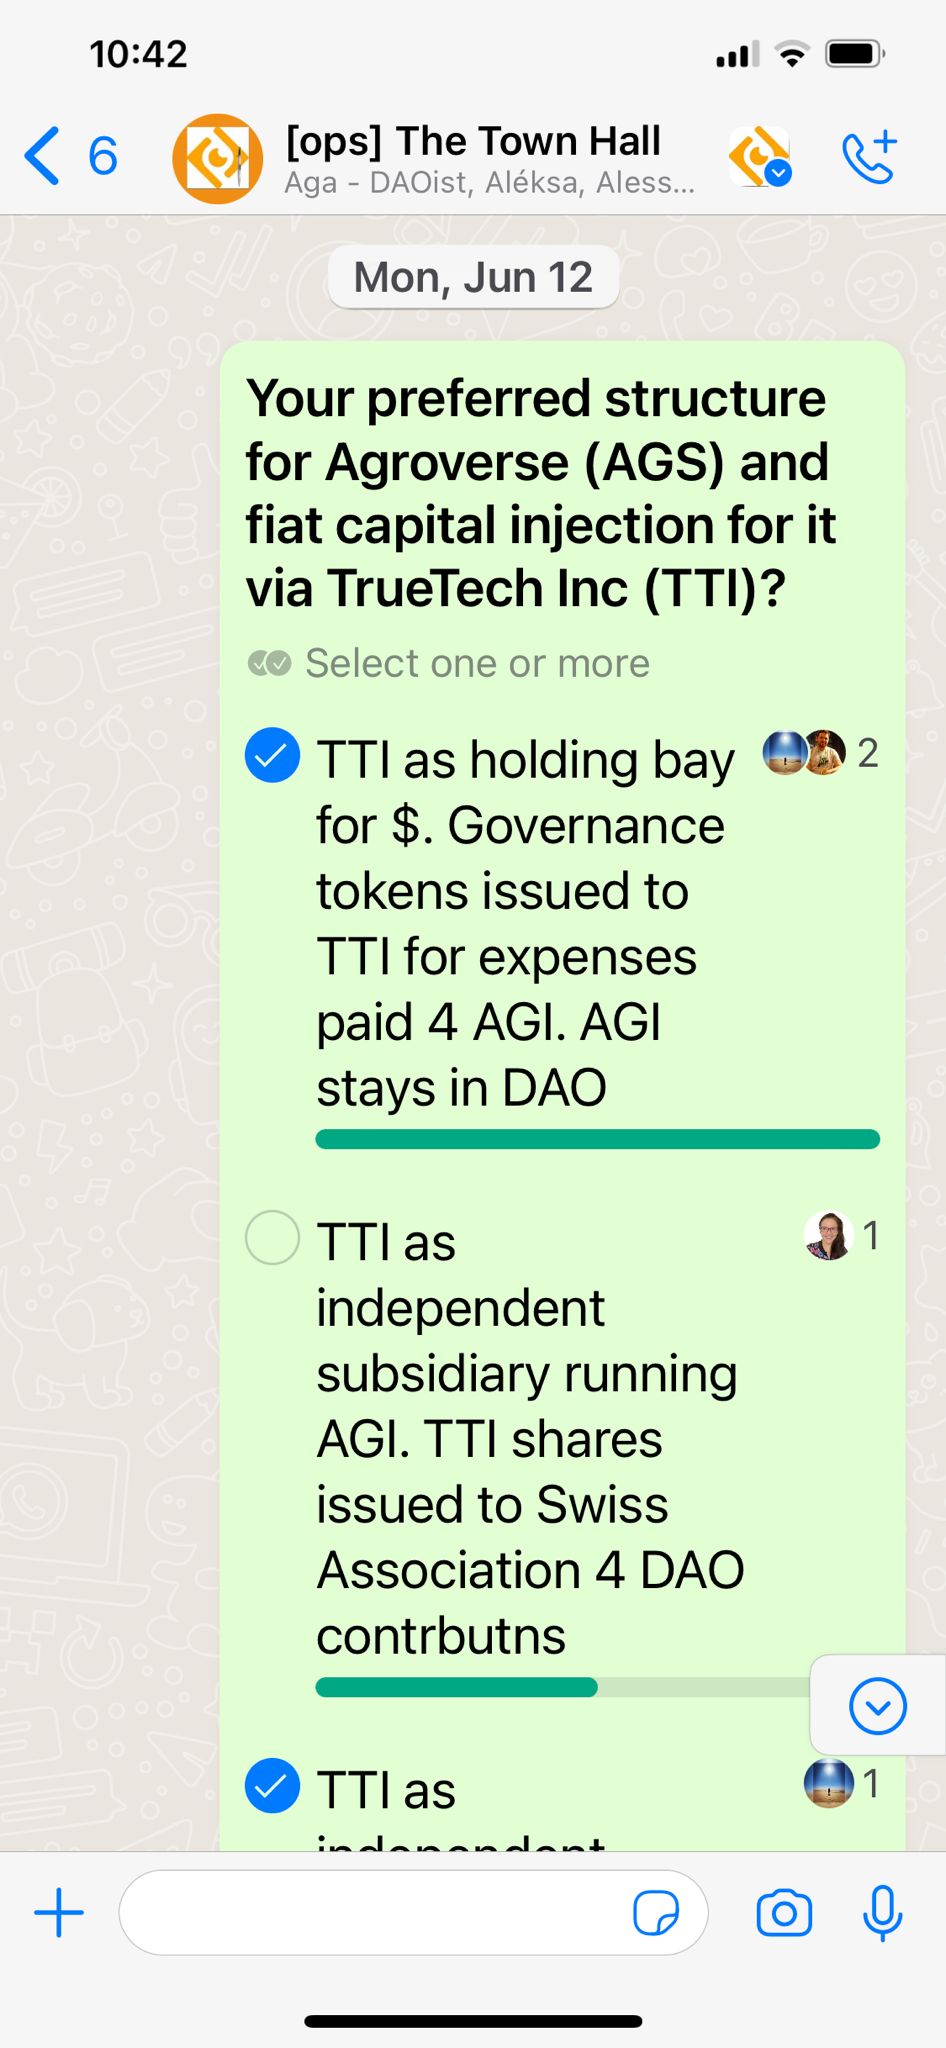 10:42
6
[ops] The Town Hall
Aga - DAOist, Aléksa, Aless...
Mon, Jun 12
Your preferred structure
for Agroverse (AGS) and
fiat capital injection for it
via TrueTech Inc (TTI)?
Select one or more
TTI as holding bay 2
for $. Governance
tokens issued to
TTI for expenses
paid 4 AGI. AGI
stays in DAO
TTI as 1
independent
subsidiary running
AGI. TTI shares
issued to Swiss
Association 4 DAO
contrbutns
TTI as 1
independent